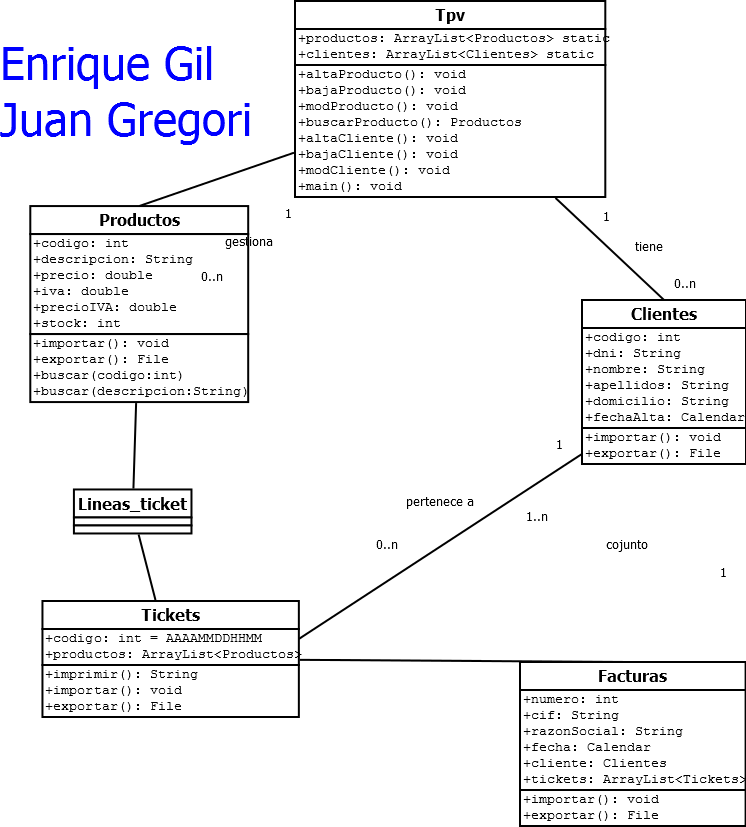 Enrique Gil
Juan Gregori
Tpv
+productos: ArrayList<Productos> static
+clientes: ArrayList<Clientes> static
+altaProducto(): void
+bajaProducto(): void
+modProducto(): void
+buscarProducto(): Productos
+altaCliente(): void
+bajaCliente(): void
+modCliente(): void
+main(): void
1
gestiona
0..n
1
tiene
0..n
Productos
+codigo: int
+descripcion: String
+precio: double
+iva: double
+precioIVA: double
+stock: int
+importar(): void
+exportar(): File
+buscar(codigo:int)
+buscar(descripcion:String)
Clientes
+codigo: int
+dni: String
+nombre: String
+apellidos: String
+domicilio: String
+fechaAlta: Calendar
+importar(): void
+exportar(): File
1
pertenece a
0..n
1..n
cojunto
1
Lineas_ticket
Tickets
+codigo: int = AAAAMMDDHHMM
+productos: ArrayList<Productos>
+imprimir(): String
+importar(): void
+exportar(): File
Facturas
+numero: int
+cif: String
+razonSocial: String
+fecha: Calendar
+cliente: Clientes
+tickets: ArrayList<Tickets>
+importar(): void
+exportar(): File